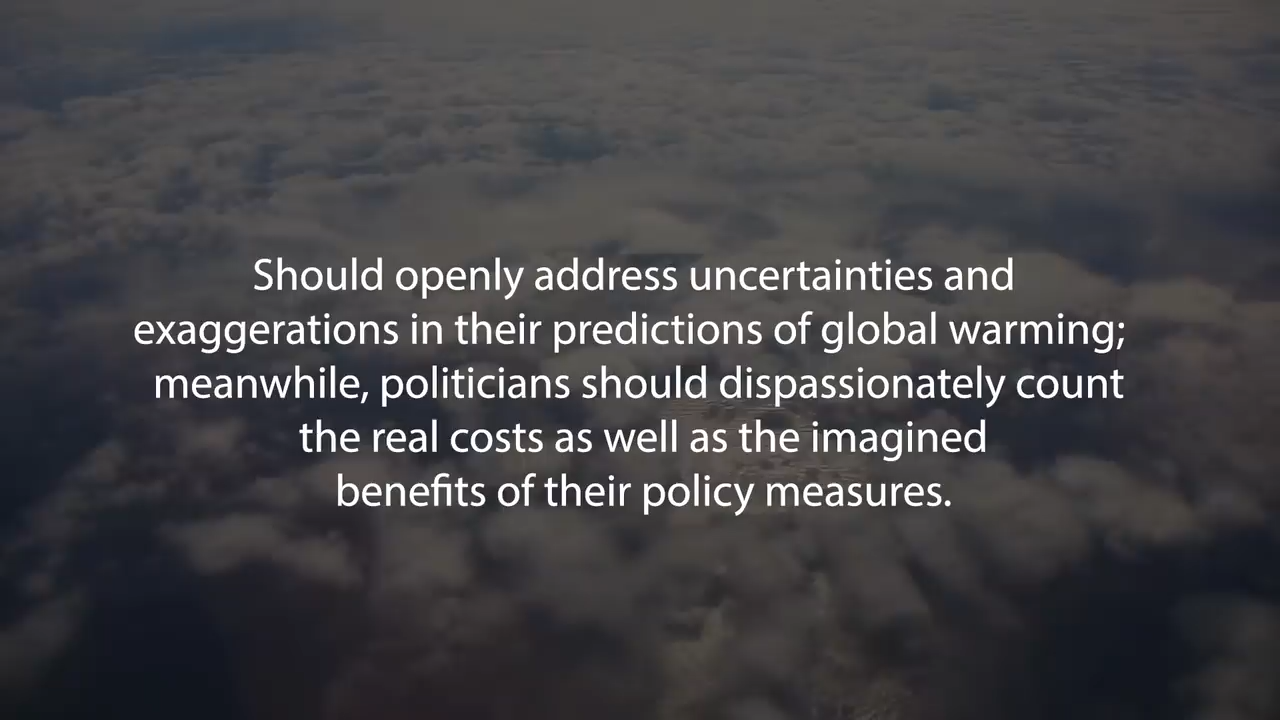 Should openly address uncertainties and
exaggerations in their predictions of global warming;
meanwhile, politicians should dispassionately count
the real costs as well as the imagined
benefits of their policy measures.